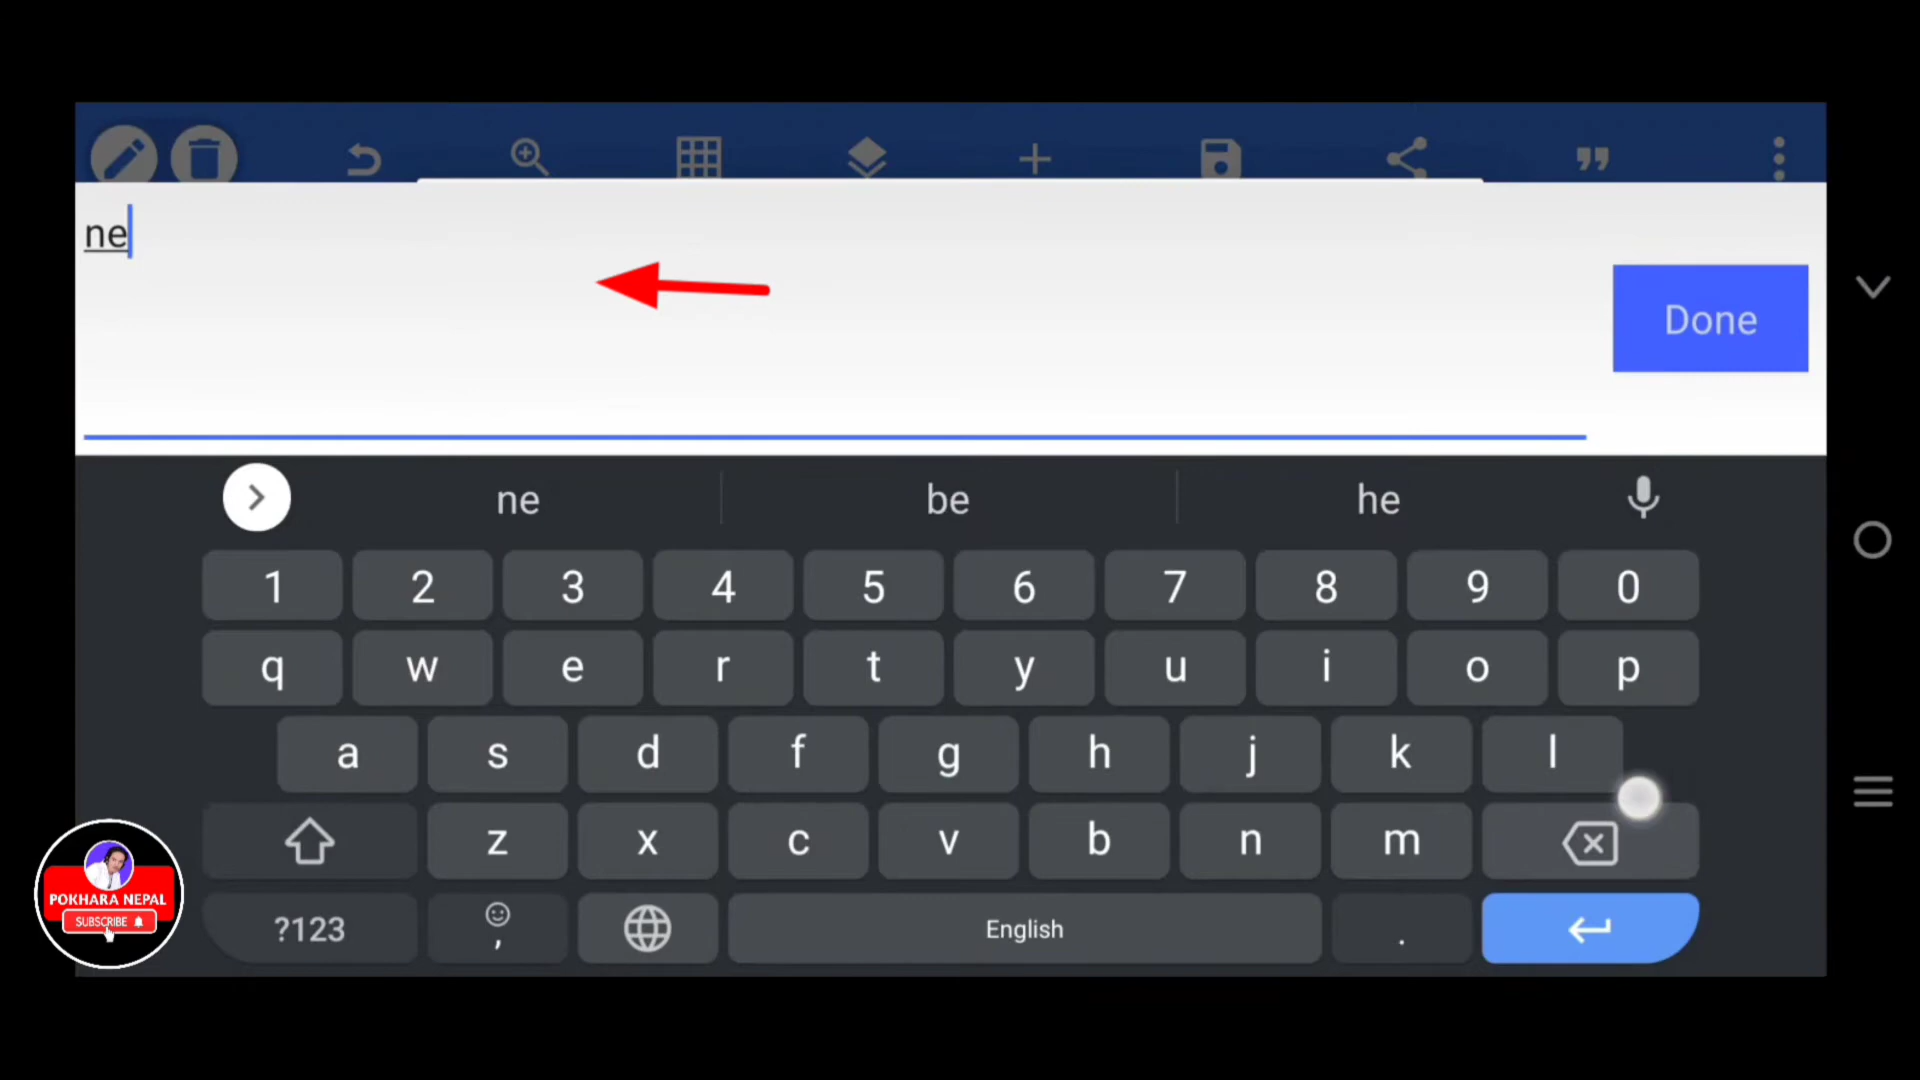 ne
Done
ne be he
1 2 3 4 5 6 7 8 9 0
q w e r t y u i o p
a s d f g h j k l
z x c v b n m
?123 , English .
POKHARA NEPAL
SUBSCRIBE